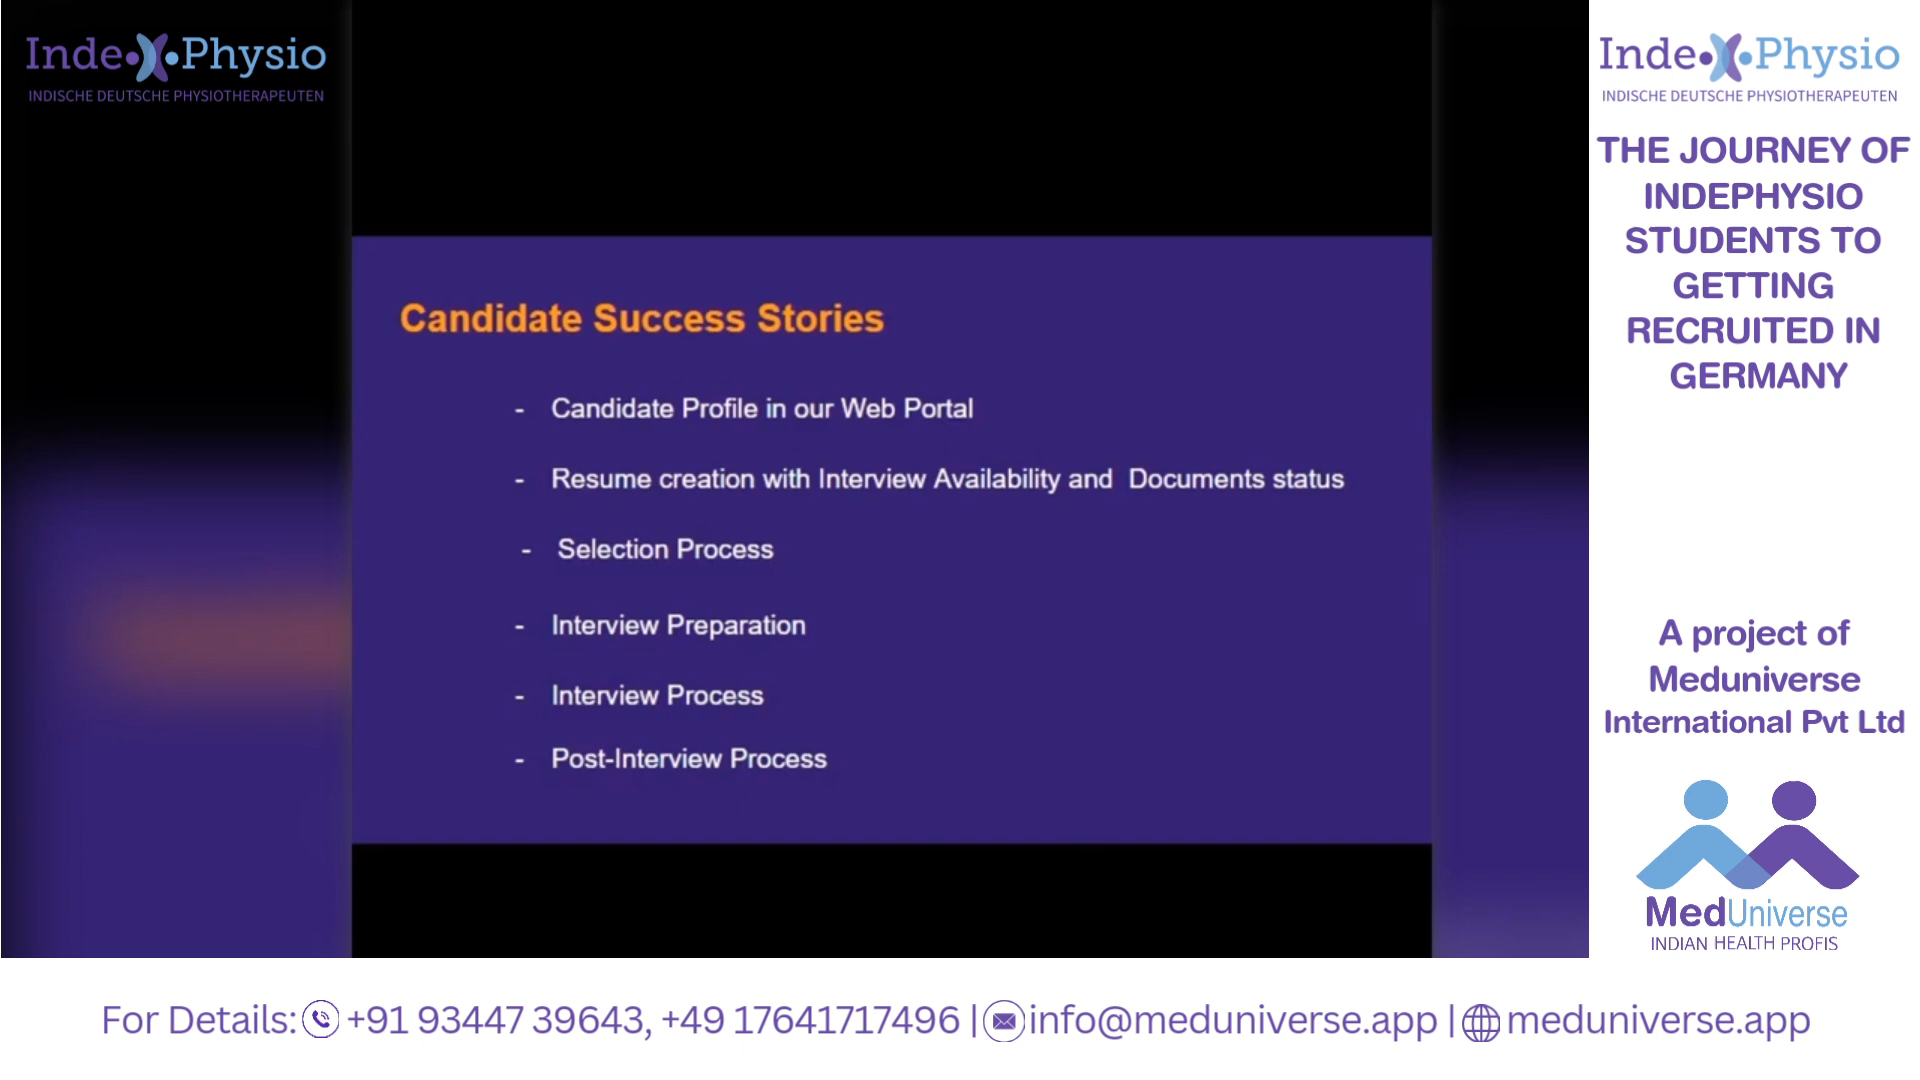 Inde Physio
INDISCHE DEUTSCHE PHYSIOTHERAPEUTEN
Candidate Success Stories
- Candidate Profile in our Web Portal
- Resume creation with Interview Availability and Documents status
- Selection Process
- Interview Preparation
- Interview Process
- Post-Interview Process
Inde Physio
INDISCHE DEUTSCHE PHYSIOTHERAPEUTEN
THE JOURNEY OF
INDEPHYSIO
STUDENTS TO
GETTING
RECRUITED IN
GERMANY
A project of
Meduniverse
International Pvt Ltd
MedUniverse
INDIAN HEALTH PROFIS
For Details: +91 93447 39643, +49 17641717496 | info@meduniverse.app | meduniverse.app